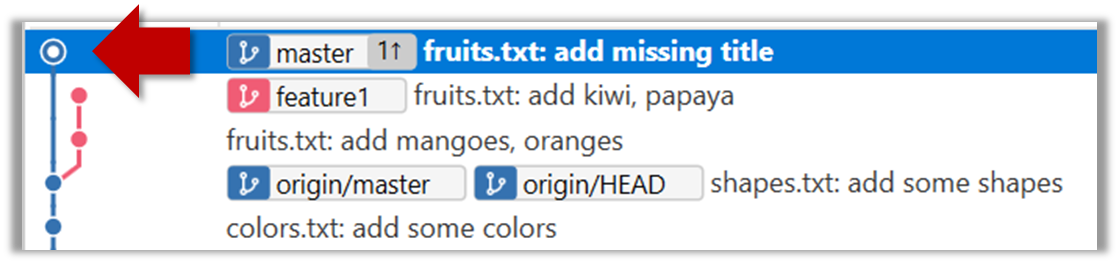 master 1↑ fruits.txt: add missing title
feature1 fruits.txt: add kiwi, papaya
fruits.txt: add mangoes, oranges
origin/master origin/HEAD shapes.txt: add some shapes
colors.txt: add some colors